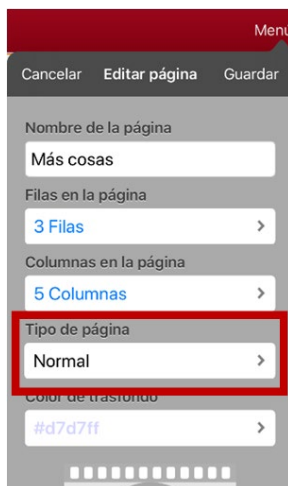 Menú
Cancelar Editar página Guardar
Nombre de la página
Más cosas
Filas en la página
3 Filas
Columnas en la página
5 Columnas
Tipo de página
Normal
Color de trasfondo
#d7d7ff